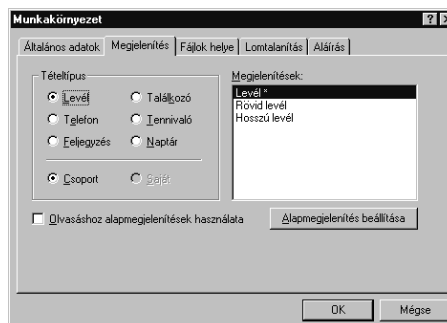 Munkakörnyezet
Általános adatok Megjelenítés Fájlok helye Lomtalanítás Aláírás
Tételtípus
Levél Találkozó
Telefon Tennivaló
Feljegyzés Naptár
Csoport Saját
Megjelenítések:
Levél *
Rövid levél
Hosszú levél
Olvasáshoz alapmegjelenítések használata
Alapmegjelenítés beállítása
OK Mégse